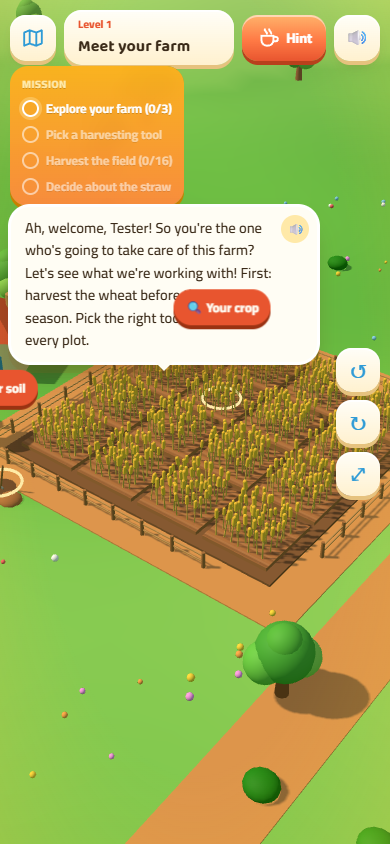 Level 1
Meet your farm
Hint
MISSION
Explore your farm (0/3)
Pick a harvesting tool
Harvest the field (0/16)
Decide about the straw
Ah, welcome, Tester! So you're the one
who's going to take care of this farm?
Let's see what we're working with! First:
harvest the wheat before
Your crop
season. Pick the right
every plot.
soil